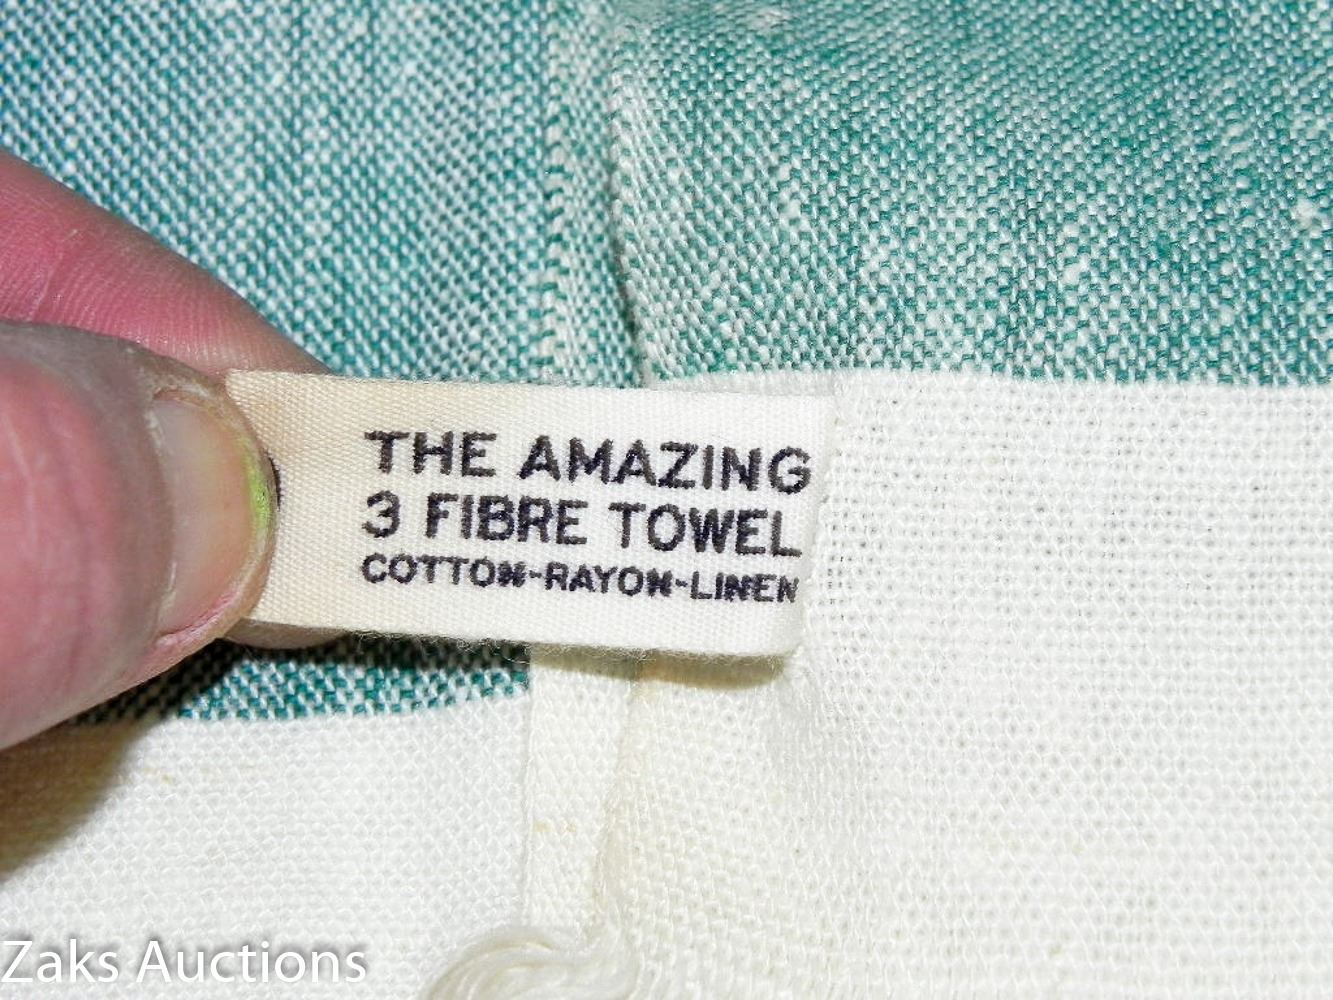 THE AMAZING
3 FIBRE TOWEL
COTTON-RAYON-LINEN
Zaks Auctions